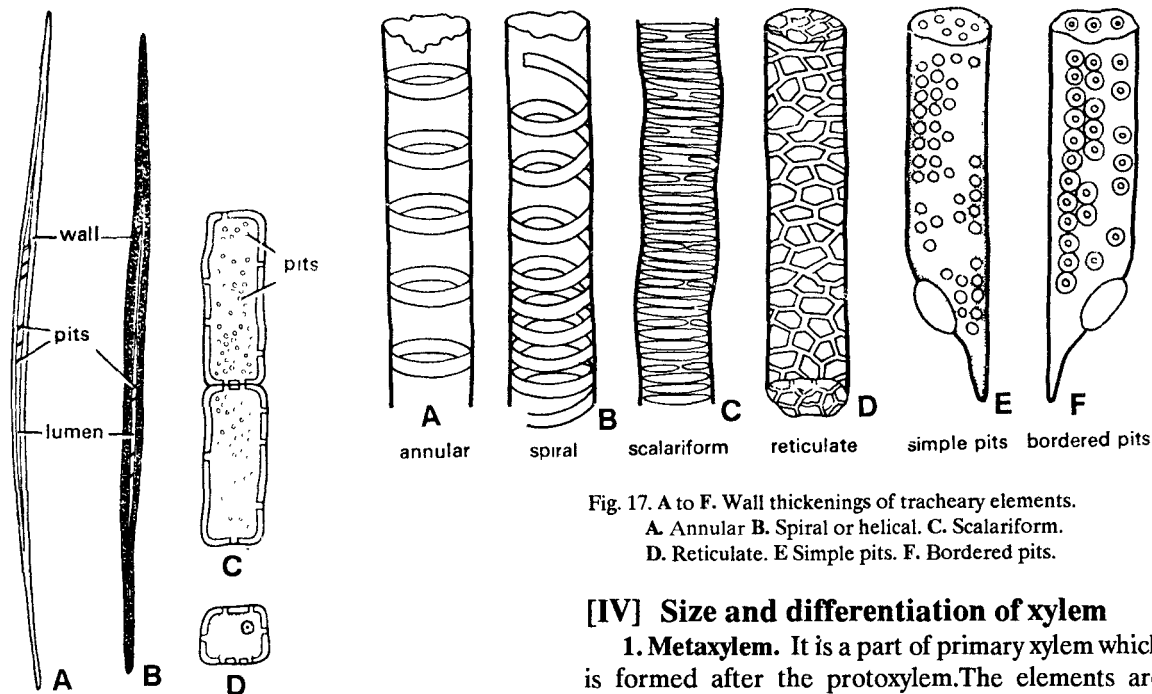 wall
pits
lumen
pits
A
B
C
D
A
annular
B
spiral
C
scalariform
D
reticulate
E
simple pits
F
bordered pits
Fig. 17. A to F. Wall thickenings of tracheary elements.
A. Annular B. Spiral or helical. C. Scalariform.
D. Reticulate. E Simple pits. F. Bordered pits.
[IV] Size and differentiation of xylem
1. Metaxylem. It is a part of primary xylem which
is formed after the protoxylem.The elements are